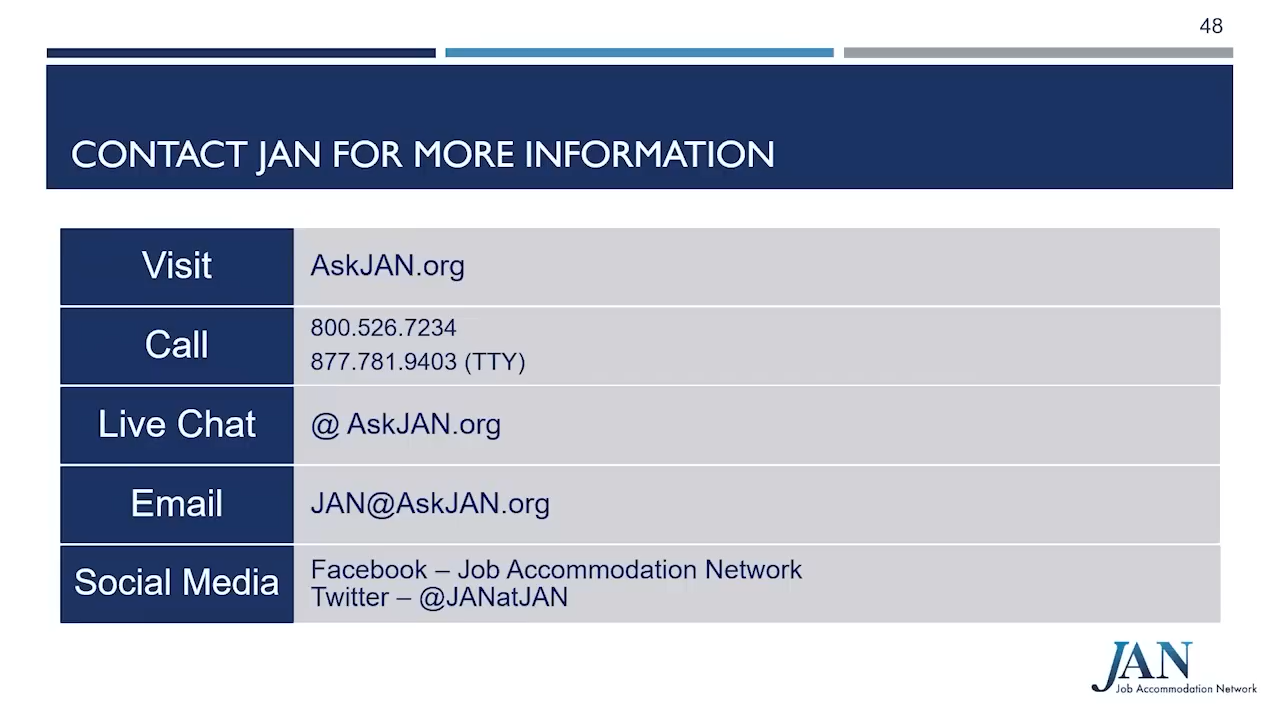 48
CONTACT JAN FOR MORE INFORMATION
Visit
AskJAN.org
Call
800.526.7234
877.781.9403 (TTY)
Live Chat
@ AskJAN.org
Email
JAN@AskJAN.org
Social Media
Facebook – Job Accommodation Network
Twitter – @JANatJAN
JAN
Job Accommodation Network